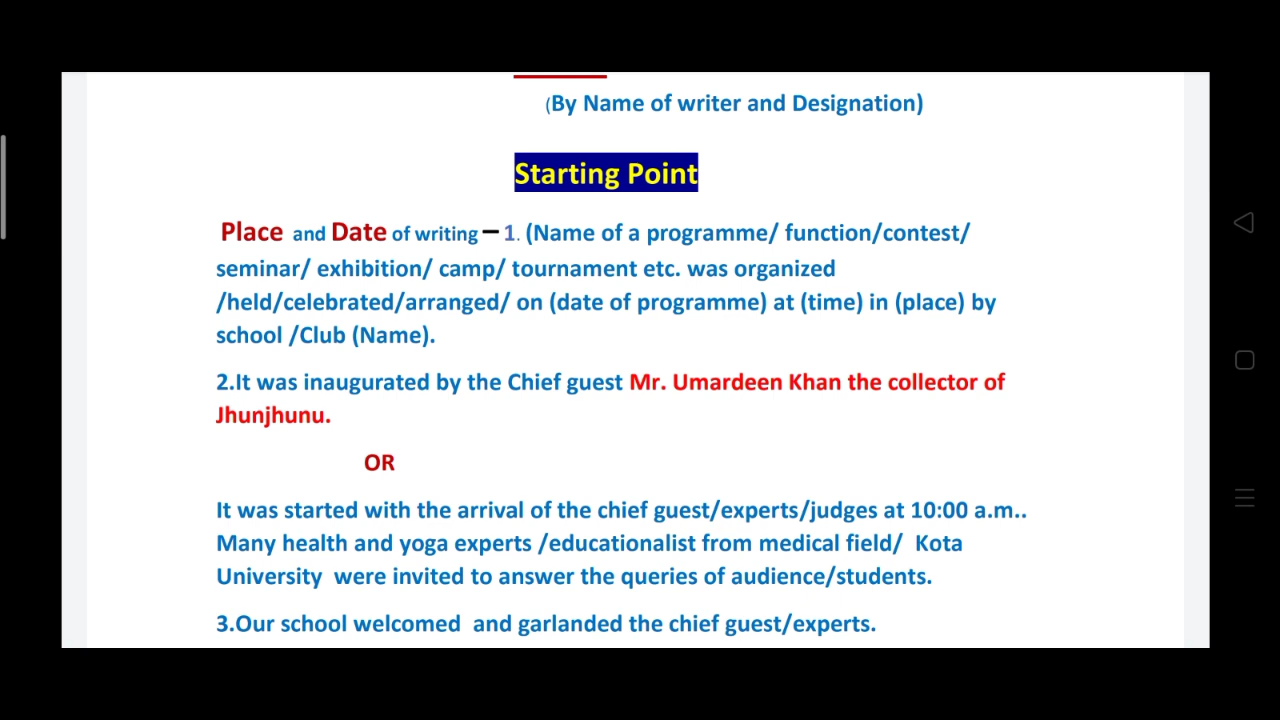 (By Name of writer and Designation)
Starting Point
Place and Date of writing – 1. (Name of a programme/ function/contest/
seminar/ exhibition/ camp/ tournament etc. was organized
/held/celebrated/arranged/ on (date of programme) at (time) in (place) by
school /Club (Name).
2.It was inaugurated by the Chief guest Mr. Umardeen Khan the collector of
Jhunjhunu.
OR
It was started with the arrival of the chief guest/experts/judges at 10:00 a.m..
Many health and yoga experts /educationalist from medical field/ Kota
University were invited to answer the queries of audience/students.
3.Our school welcomed and garlanded the chief guest/experts.